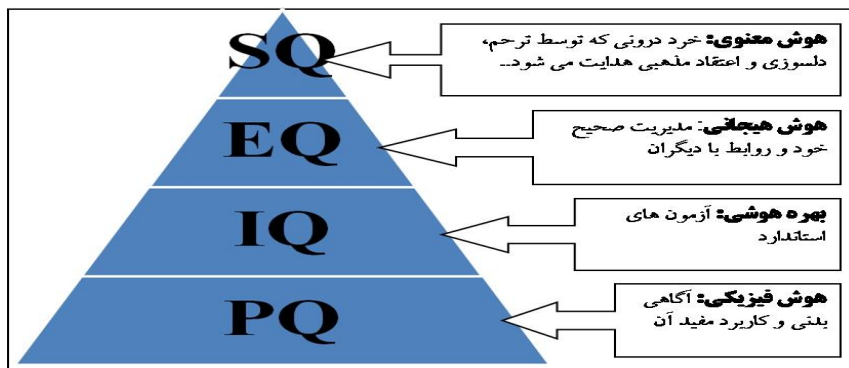 SQ
هوش معنوی: خرد درونی که توسط ترحم،
دلسوزی و اعتقاد مذهبی هدایت می شود..
EQ
هوش هیجانی: مدیریت صحیح
خود و روابط با دیگران
IQ
بهره هوشی: آزمون های
استاندارد
PQ
هوش فیزیکی: آگاهی
بدنی و کاربرد مفید آن